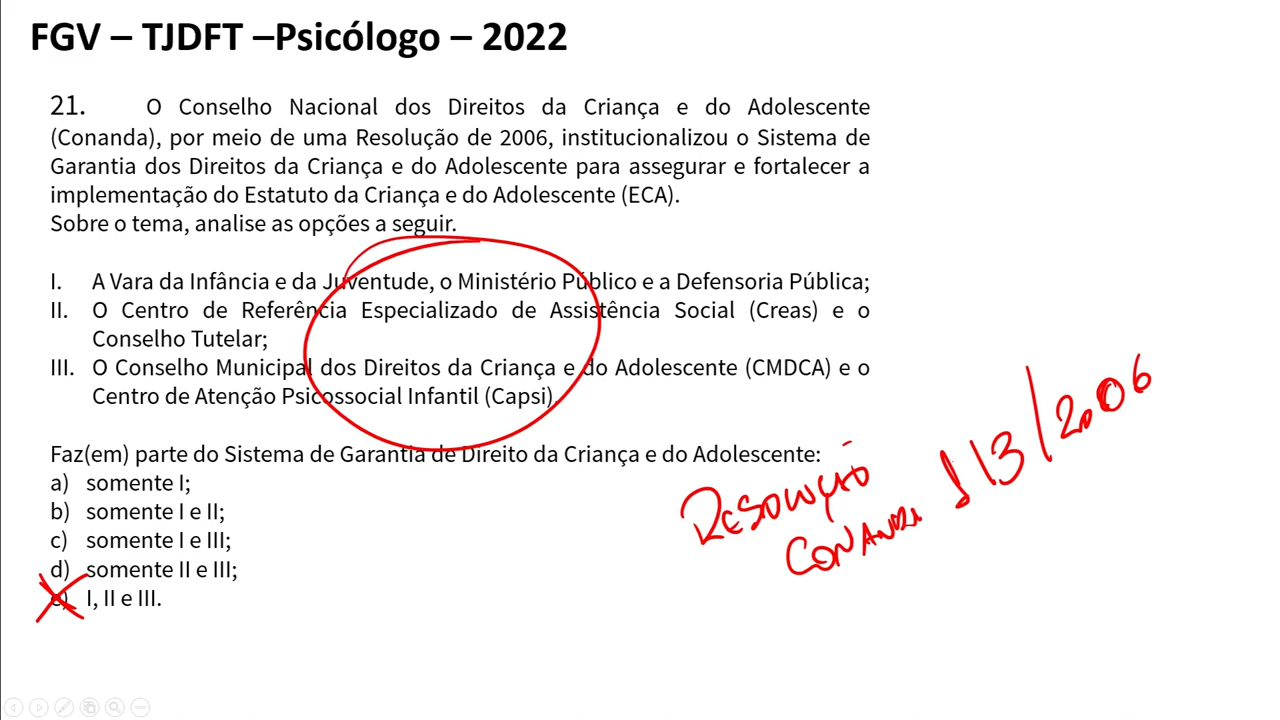 FGV – TJDFT –Psicólogo – 2022
21. O Conselho Nacional dos Direitos da Criança e do Adolescente
(Conanda), por meio de uma Resolução de 2006, institucionalizou o Sistema de
Garantia dos Direitos da Criança e do Adolescente para assegurar e fortalecer a
implementação do Estatuto da Criança e do Adolescente (ECA).
Sobre o tema, analise as opções a seguir.
I. A Vara da Infância e da Juventude, o Ministério Público e a Defensoria Pública;
II. O Centro de Referência Especializado de Assistência Social (Creas) e o
Conselho Tutelar;
III. O Conselho Municipal dos Direitos da Criança e do Adolescente (CMDCA) e o
Centro de Atenção Psicossocial Infantil (Capsi).
Faz(em) parte do Sistema de Garantia de Direito da Criança e do Adolescente:
a) somente I;
b) somente I e II;
c) somente I e III;
d) somente II e III;
e) I, II e III.
RESOLUÇÃO
CONANDA 113/2006